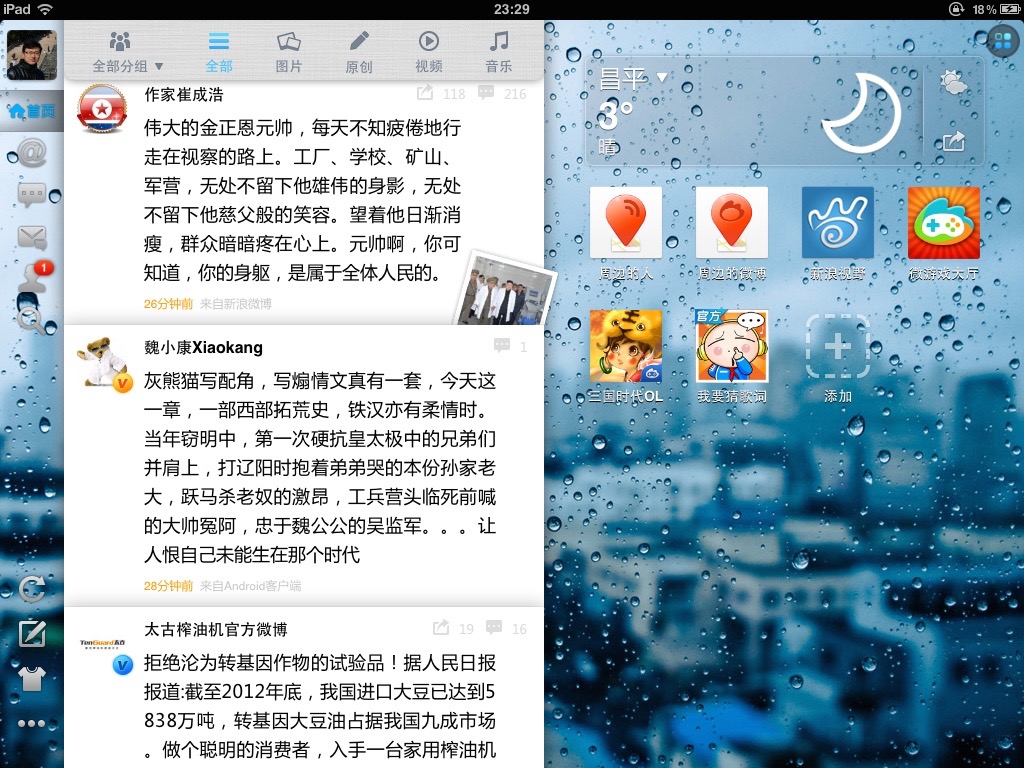 iPad
23:29
18%
全部分组 ▼
全部
图片
原创
视频
音乐
首页
1
作家崔成浩
118
216
伟大的金正恩元帅，每天不知疲倦地行
走在视察的路上。工厂、学校、矿山、
军营，无处不留下他雄伟的身影，无处
不留下他慈父般的笑容。望着他日渐消
瘦，群众暗暗疼在心上。元帅啊，你可
知道，你的身躯，是属于全体人民的。
26分钟前 来自新浪微博
魏小康Xiaokang
1
灰熊猫写配角，写煽情文真有一套，今天这
一章，一部西部拓荒史，铁汉亦有柔情时。
当年窃明中，第一次硬抗皇太极中的兄弟们
并肩上，打辽阳时抱着弟弟哭的本份孙家老
大，跃马杀老奴的激昂，工兵营头临死前喊
的大帅冤阿，忠于魏公公的吴监军。。。让
人恨自己未能生在那个时代
28分钟前 来自Android客户端
太古榨油机官方微博
19
16
TenGuard
拒绝沦为转基因作物的试验品！据人民日报
报道:截至2012年底，我国进口大豆已达到5
838万吨，转基因大豆油占据我国九成市场
。做个聪明的消费者，入手一台家用榨油机
昌平 ▼
3°
晴
周边的人
周边的微博
新浪视野
微游戏大厅
官方
三国时代OL
我要猜歌词
添加